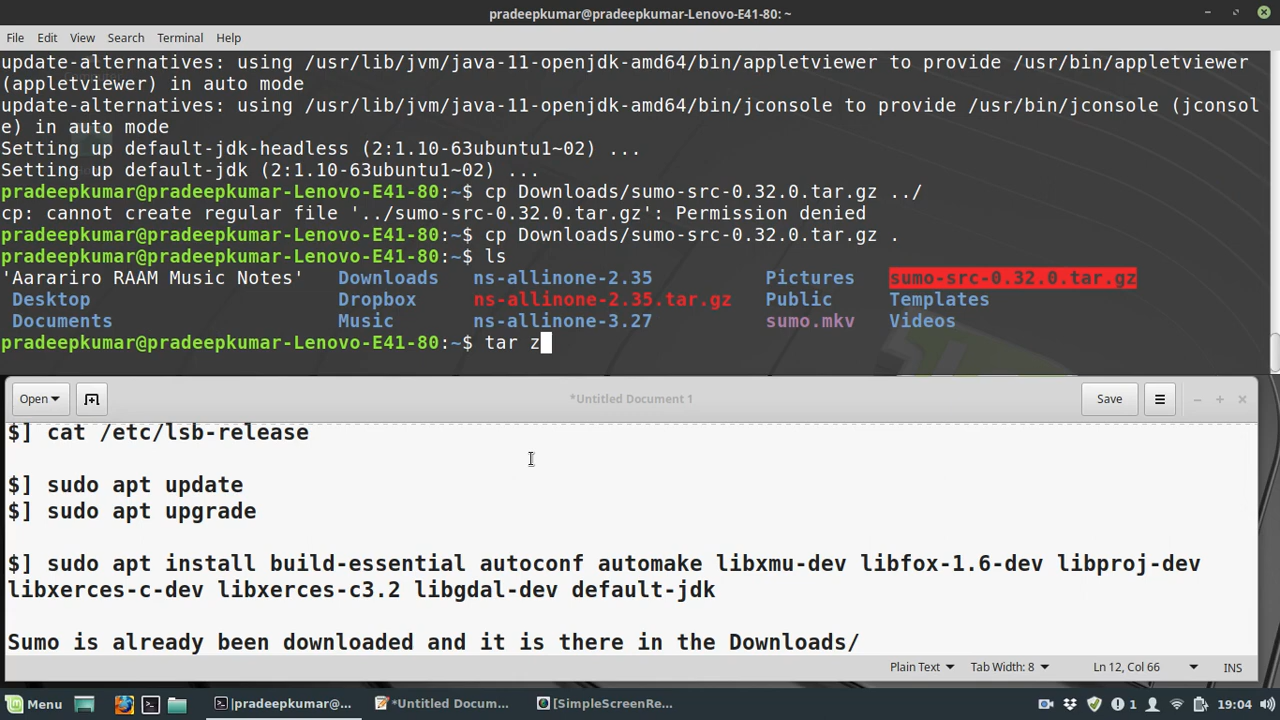 pradeepkumar@pradeepkumar-Lenovo-E41-80: ~
File Edit View Search Terminal Help
update-alternatives: using /usr/lib/jvm/java-11-openjdk-amd64/bin/appletviewer to provide /usr/bin/appletviewer
(appletviewer) in auto mode
update-alternatives: using /usr/lib/jvm/java-11-openjdk-amd64/bin/jconsole to provide /usr/bin/jconsole (jconsol
e) in auto mode
Setting up default-jdk-headless (2:1.10-63ubuntu1~02) ...
Setting up default-jdk (2:1.10-63ubuntu1~02) ...
pradeepkumar@pradeepkumar-Lenovo-E41-80:~$ cp Downloads/sumo-src-0.32.0.tar.gz ../
cp: cannot create regular file '../sumo-src-0.32.0.tar.gz': Permission denied
pradeepkumar@pradeepkumar-Lenovo-E41-80:~$ cp Downloads/sumo-src-0.32.0.tar.gz .
pradeepkumar@pradeepkumar-Lenovo-E41-80:~$ ls
'Aarariro RAAM Music Notes' Downloads ns-allinone-2.35 Pictures sumo-src-0.32.0.tar.gz
Desktop Dropbox ns-allinone-2.35.tar.gz Public Templates
Documents Music ns-allinone-3.27 sumo.mkv Videos
pradeepkumar@pradeepkumar-Lenovo-E41-80:~$ tar z
Open *Untitled Document 1 Save
$] cat /etc/lsb-release
$] sudo apt update
$] sudo apt upgrade
$] sudo apt install build-essential autoconf automake libxmu-dev libfox-1.6-dev libproj-dev
libxerces-c-dev libxerces-c3.2 libgdal-dev default-jdk
Sumo is already been downloaded and it is there in the Downloads/
Plain Text Tab Width: 8 Ln 12, Col 66 INS
Menu |pradeepkumar@... *Untitled Docum... [SimpleScreenRe... 1 19:04